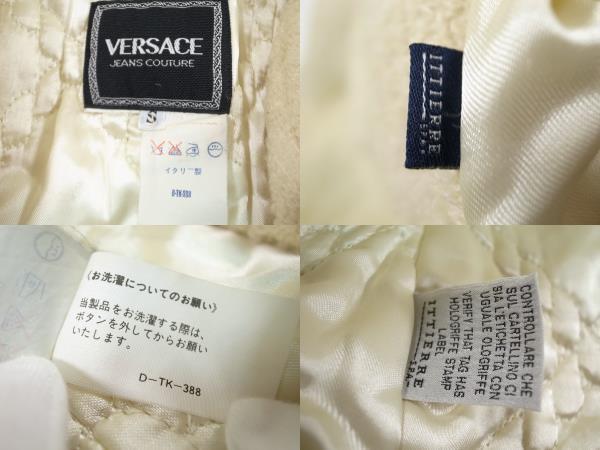 VERSACE
JEANS COUTURE
S
イタリー製
D-TK-388
ITTIERRE
S.P.A.
《お洗濯についてのお願い》
当製品をお洗濯する際は、
ボタンを外してからお願い
いたします。
D-TK-388
CONTROLLARE CHE
SUL CARTELLINO CI
SIA L'ETICHETTA CON
UGUALE OLOGRIFFE
ITTIERRE
S.P.A.
VERIFY THAT TAG HAS
HOLOGRIFFE STAMP
LABEL